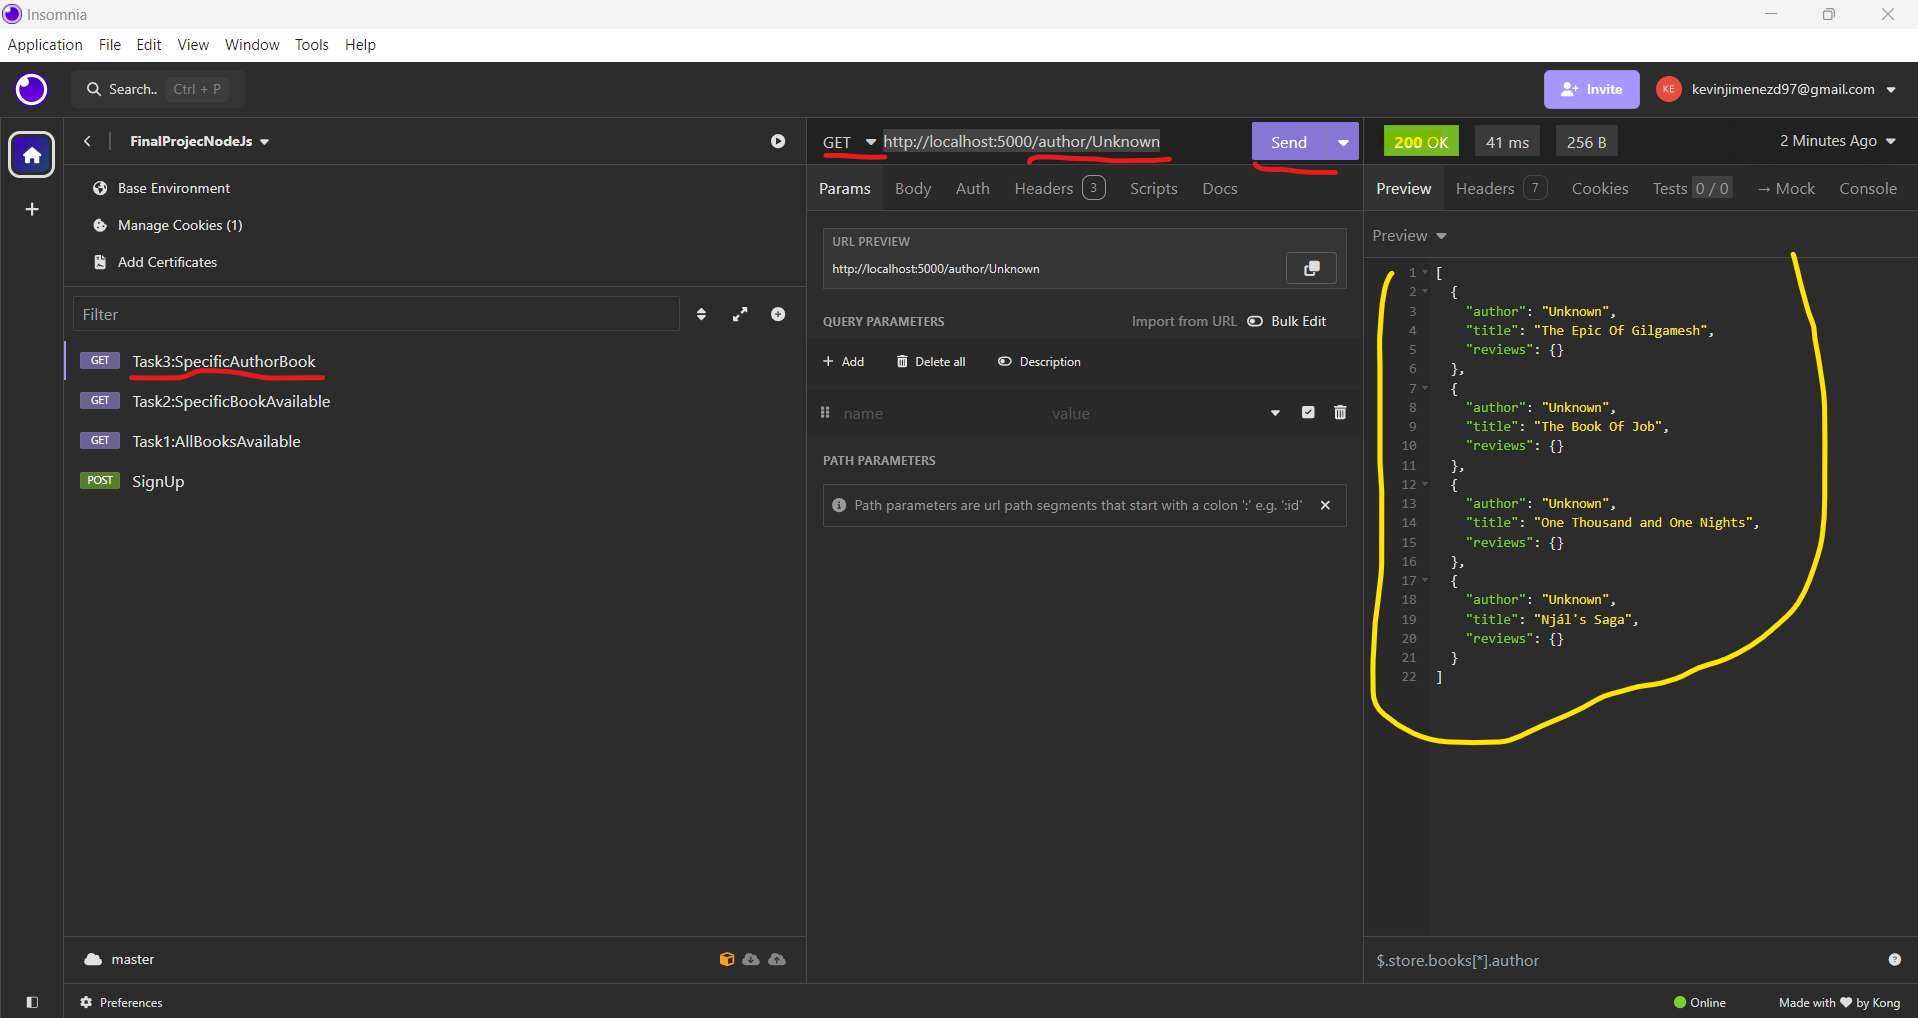 Insomnia
Application File Edit View Window Tools Help
Search.. Ctrl + P
Invite
KE kevinjimenezd97@gmail.com
FinalProjecNodeJs
Base Environment
Manage Cookies (1)
Add Certificates
Filter
GET Task3:SpecificAuthorBook
GET Task2:SpecificBookAvailable
GET Task1:AllBooksAvailable
POST SignUp
master
Preferences
GET http://localhost:5000/author/Unknown Send
Params Body Auth Headers 3 Scripts Docs
URL PREVIEW
http://localhost:5000/author/Unknown
QUERY PARAMETERS Import from URL Bulk Edit
Add Delete all Description
name value
PATH PARAMETERS
Path parameters are url path segments that start with a colon ':' e.g. ':id'
200 OK 41 ms 256 B 2 Minutes Ago
Preview Headers 7 Cookies Tests 0 / 0 → Mock Console
Preview
1 [
2 {
3 "author": "Unknown",
4 "title": "The Epic Of Gilgamesh",
5 "reviews": {}
6 },
7 {
8 "author": "Unknown",
9 "title": "The Book Of Job",
10 "reviews": {}
11 },
12 {
13 "author": "Unknown",
14 "title": "One Thousand and One Nights",
15 "reviews": {}
16 },
17 {
18 "author": "Unknown",
19 "title": "Njál's Saga",
20 "reviews": {}
21 }
22 ]
$.store.books[*].author
Online Made with ❤ by Kong